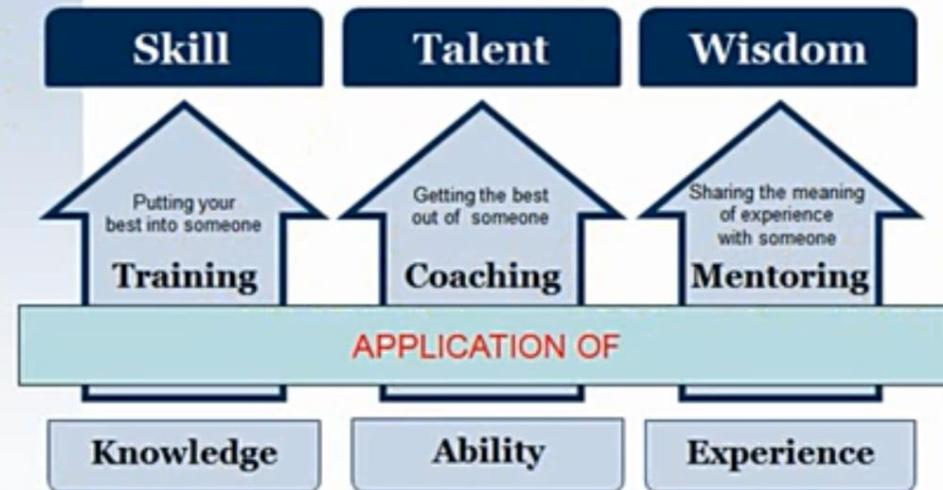 Skill
Talent
Wisdom
Putting your
best into someone
Training
Getting the best
out of someone
Coaching
Sharing the meaning
of experience
with someone
Mentoring
APPLICATION OF
Knowledge
Ability
Experience